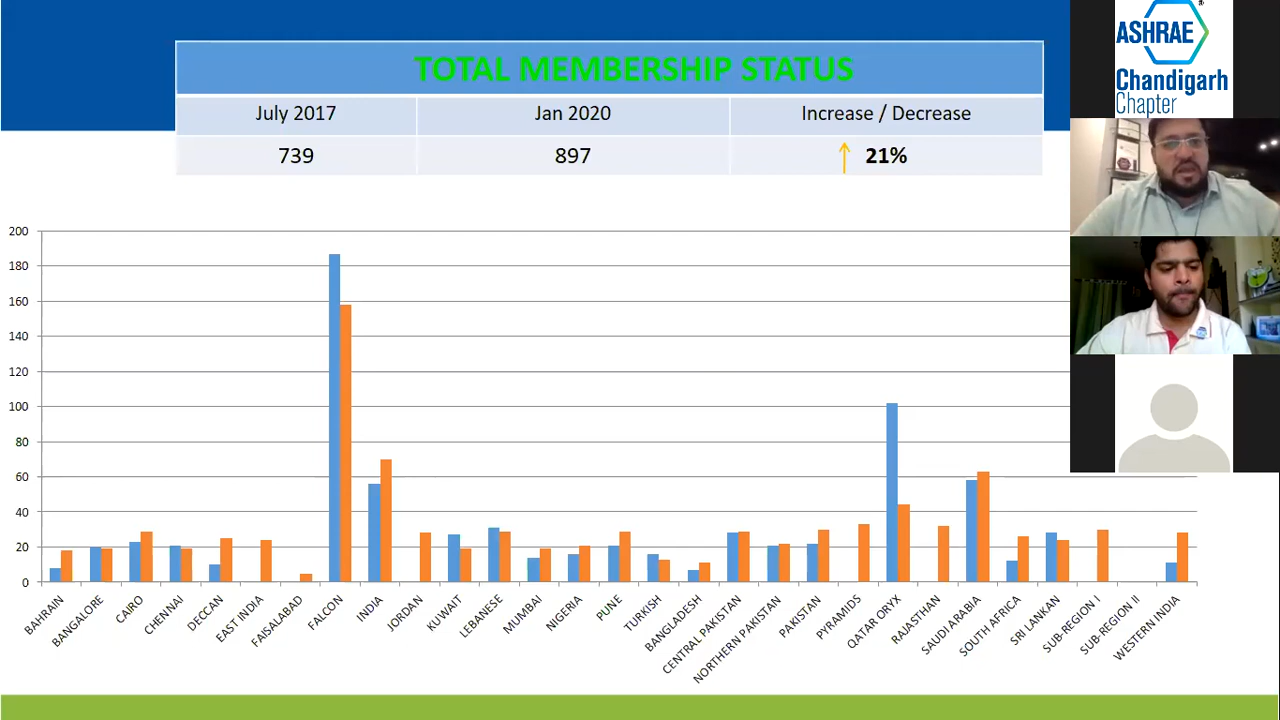 TOTAL MEMBERSHIP STATUS
July 2017
Jan 2020
Increase / Decrease
739
897
↑ 21%
ASHRAE®
Chandigarh
Chapter
200
180
160
140
120
100
80
60
40
20
0
BAHRAIN
BANGALORE
CAIRO
CHENNAI
DECCAN
EAST INDIA
FAISALABAD
FALCON
INDIA
JORDAN
KUWAIT
LEBANESE
MUMBAI
NIGERIA
PUNE
TURKISH
BANGLADESH
CENTRAL PAKISTAN
NORTHERN PAKISTAN
PAKISTAN
PYRAMIDS
QATAR ORYX
RAJASTHAN
SAUDI ARABIA
SOUTH AFRICA
SRI LANKAN
SUB-REGION I
SUB-REGION II
WESTERN INDIA